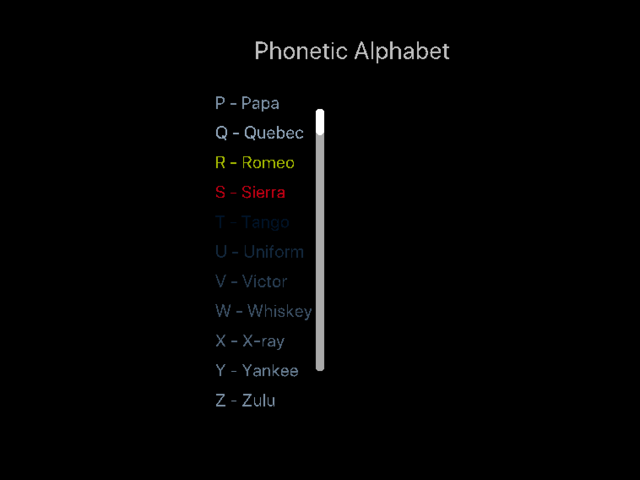 Phonetic Alphabet
P - Papa
Q - Quebec
R - Romeo
S - Sierra
T - Tango
U - Uniform
V - Victor
W - Whiskey
X - X-ray
Y - Yankee
Z - Zulu